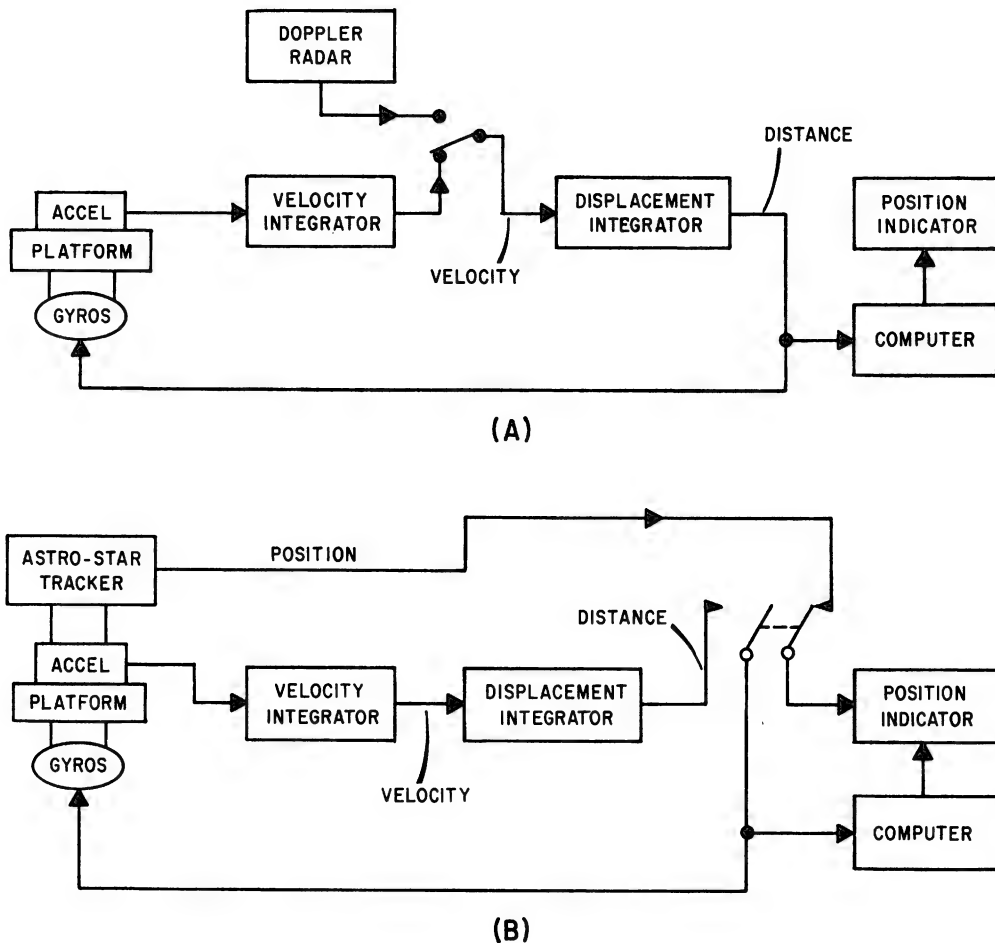 DOPPLER
RADAR
DISTANCE
ACCEL
VELOCITY
INTEGRATOR
DISPLACEMENT
INTEGRATOR
POSITION
INDICATOR
PLATFORM
VELOCITY
GYROS
COMPUTER
(A)
ASTRO-STAR
TRACKER
POSITION
DISTANCE
ACCEL
VELOCITY
INTEGRATOR
DISPLACEMENT
INTEGRATOR
POSITION
INDICATOR
PLATFORM
GYROS
VELOCITY
COMPUTER
(B)